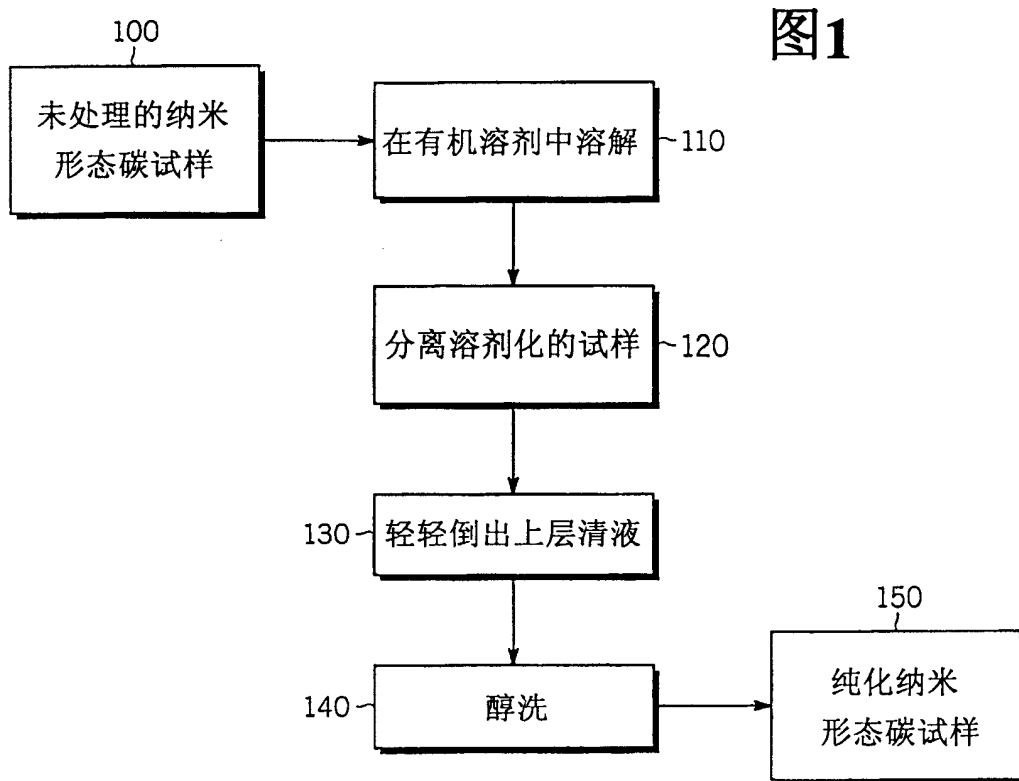 图1
100
未处理的纳米
形态碳试样
在有机溶剂中溶解
110
分离溶剂化的试样
120
130
轻轻倒出上层清液
140
醇洗
150
纯化纳米
形态碳试样